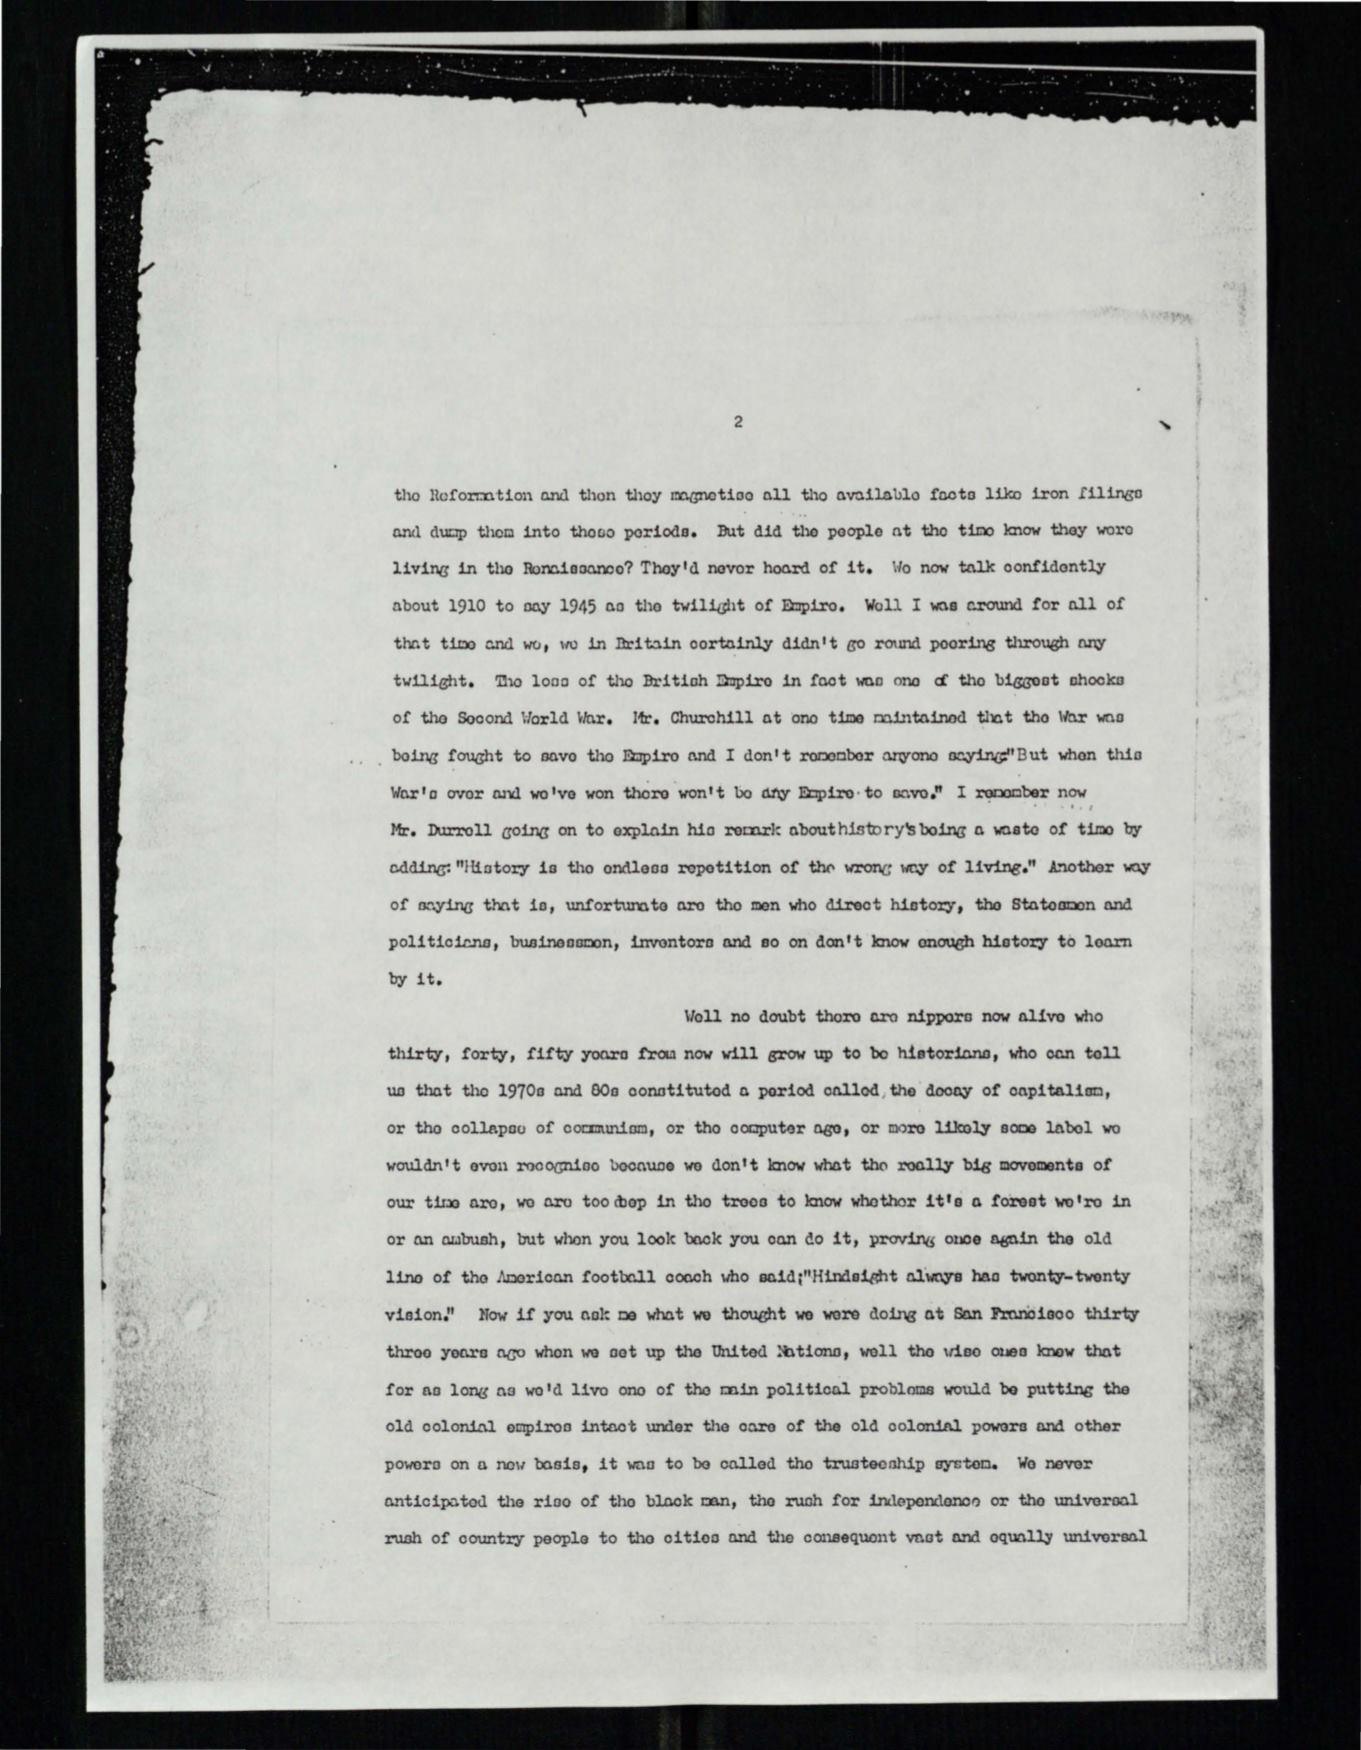 2
the Reformation and then they magnetise all the available facts like iron filings
and dump them into these periods. But did the people at the time know they were
living in the Renaissance? They'd never heard of it. We now talk confidently
about 1910 to say 1945 as the twilight of Empire. Well I was around for all of
that time and we, we in Britain certainly didn't go round peering through any
twilight. The loss of the British Empire in fact was one of the biggest shocks
of the Second World War. Mr. Churchill at one time maintained that the War was
being fought to save the Empire and I don't remember anyone saying:"But when this
War's over and we've won there won't be any Empire to save." I remember now
Mr. Durrell going on to explain his remark about history's being a waste of time by
adding: "History is the endless repetition of the wrong way of living." Another way
of saying that is, unfortunate are the men who direct history, the Statesmen and
politicians, businessmen, inventors and so on don't know enough history to learn
by it.
Well no doubt there are nippers now alive who
thirty, forty, fifty years from now will grow up to be historians, who can tell
us that the 1970s and 80s constituted a period called, the decay of capitalism,
or the collapse of communism, or the computer age, or more likely some label we
wouldn't even recognise because we don't know what the really big movements of
our time are, we are too deep in the trees to know whether it's a forest we're in
or an ambush, but when you look back you can do it, proving once again the old
line of the American football coach who said;"Hindsight always has twenty-twenty
vision." Now if you ask me what we thought we were doing at San Francisco thirty
three years ago when we set up the United Nations, well the wise ones knew that
for as long as we'd live one of the main political problems would be putting the
old colonial empires intact under the care of the old colonial powers and other
powers on a new basis, it was to be called the trusteeship system. We never
anticipated the rise of the black man, the rush for independence or the universal
rush of country people to the cities and the consequent vast and equally universal